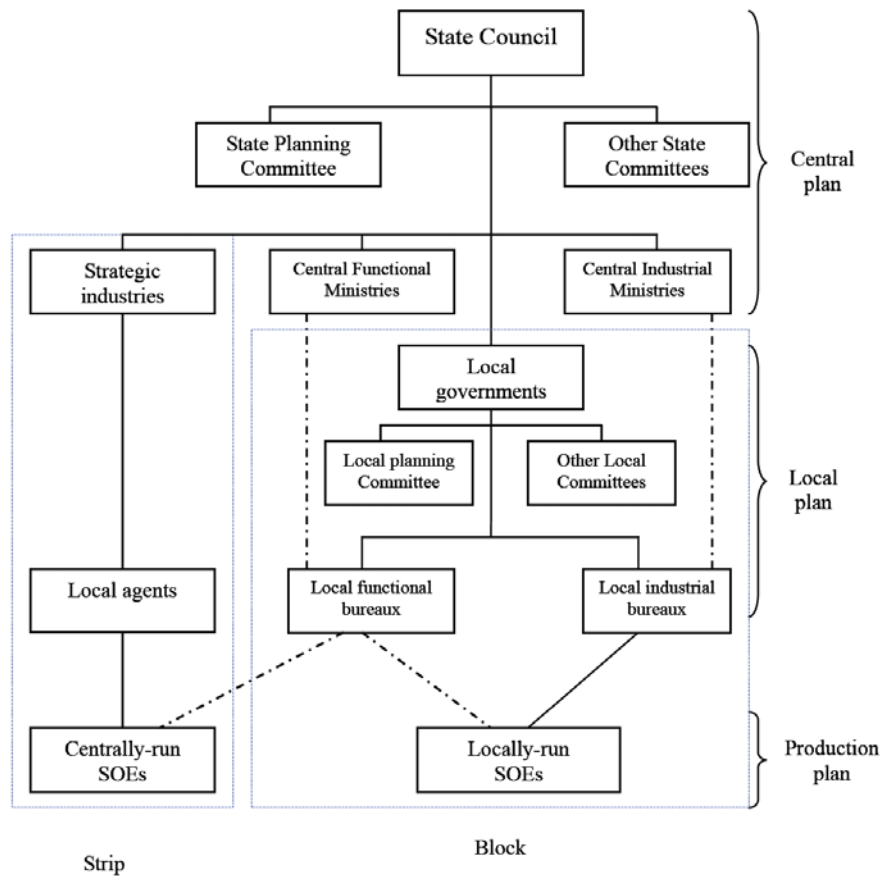 State Council
State Planning
Committee
Other State
Committees
Central
plan
Strategic
industries
Central Functional
Ministries
Central Industrial
Ministries
Local
governments
Local planning
Committee
Other Local
Committees
Local
plan
Local agents
Local functional
bureaux
Local industrial
bureaux
Centrally-run
SOEs
Locally-run
SOEs
Production
plan
Strip
Block